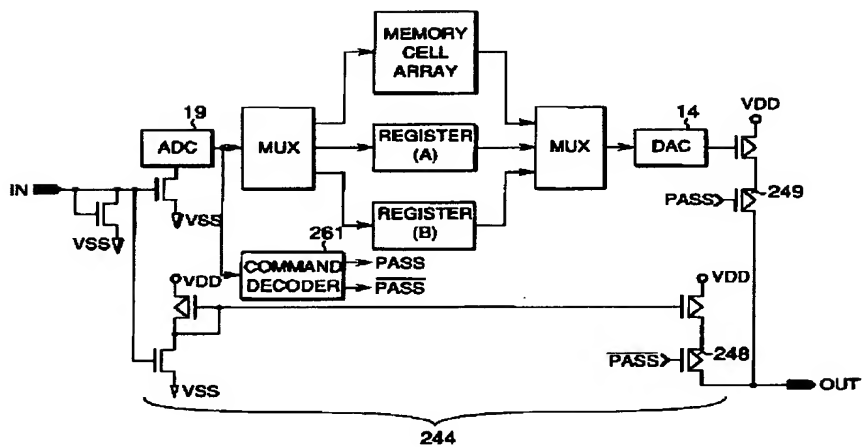 MEMORY
CELL
ARRAY
19
ADC
MUX
REGISTER
(A)
MUX
14
DAC
VDD
IN
VSS
VSS
REGISTER
(B)
PASS
249
261
COMMAND
DECODER
PASS
PASS
VDD
VDD
PASS
248
VSS
OUT
244